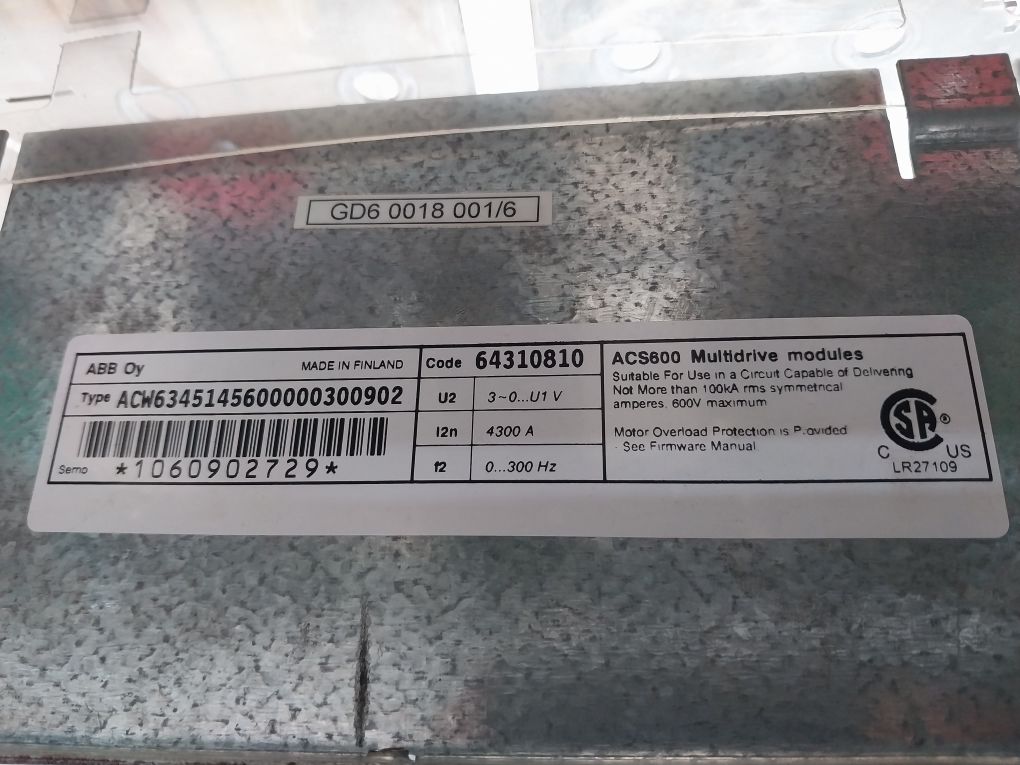 GD6 0018 001/6
ABB Oy MADE IN FINLAND
Type ACW6345145600000300902
Serno *1060902729*
Code 64310810
U2 3~0...U1 V
I2n 4300 A
f2 0...300 Hz
ACS600 Multidrive modules
Suitable For Use in a Circuit Capable of Delivering
Not More than 100kA rms symmetrical
amperes, 600V maximum
Motor Overload Protection is Provided
- See Firmware Manual
SA ®
C US
LR27109